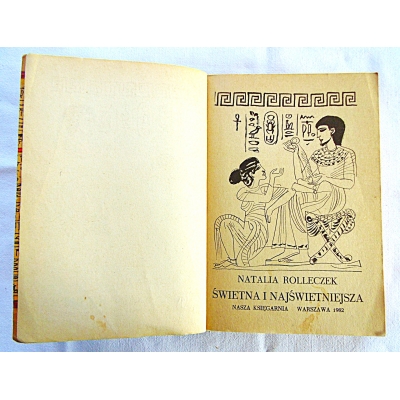 NATALIA ROLLECZEK
ŚWIETNA I NAJŚWIETNIEJSZA
NASZA KSIĘGARNIA WARSZAWA 1982